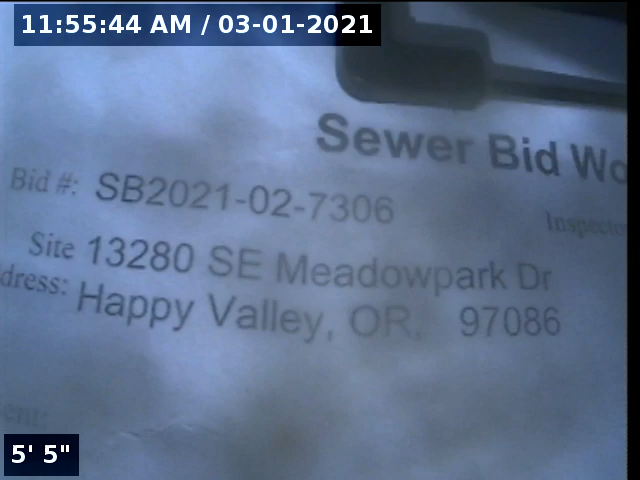 11:55:44 AM / 03-01-2021
Sewer Bid
Bid #: SB2021-02-7306
Site 13280 SE Meadowpark Dr
dress: Happy Valley, OR, 97086
5' 5"